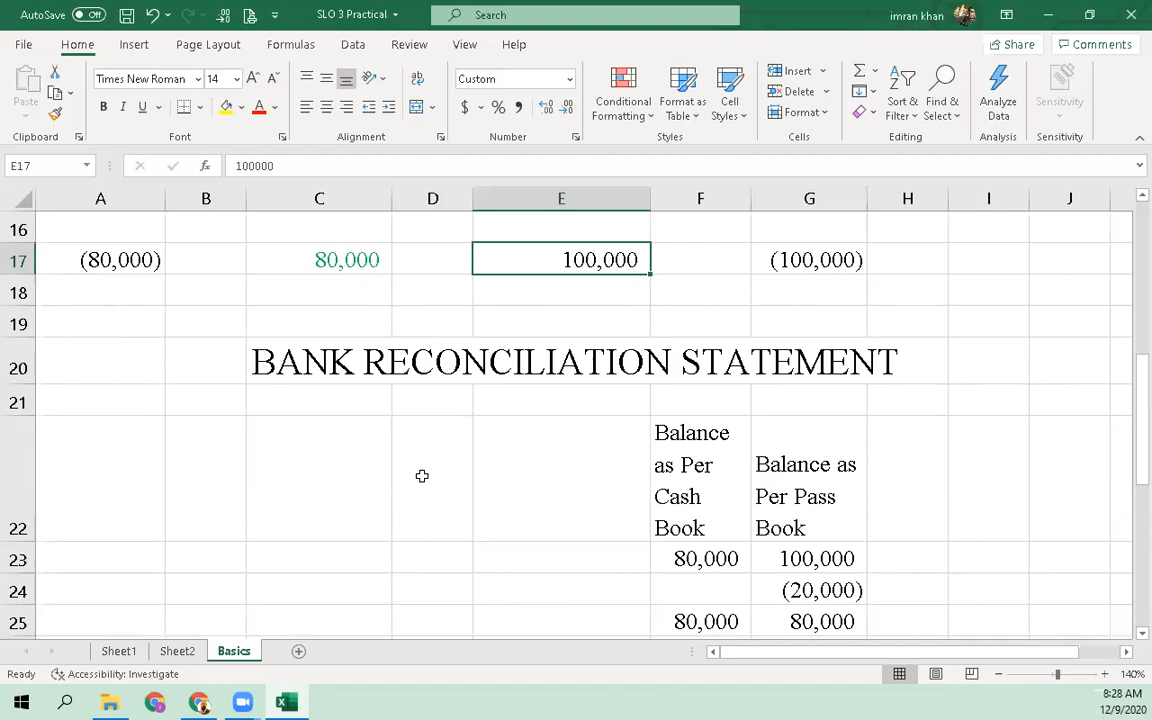 AutoSave Off SLO 3 Practical Search imran khan
File Home Insert Page Layout Formulas Data Review View Help Share Comments
Paste Times New Roman 14 Custom Conditional Formatting Format as Table Cell Styles Insert Delete Format Sort & Filter Find & Select Analyze Data Sensitivity
Clipboard Font Alignment Number Styles Cells Editing Analysis Sensitivity
E17 fx 100000
A B C D E F G H I J
16
17 (80,000) 80,000 100,000 (100,000)
18
19
20 BANK RECONCILIATION STATEMENT
21
22 Balance as Per Cash Book Balance as Per Pass Book
23 80,000 100,000
24 (20,000)
25 80,000 80,000
Sheet1 Sheet2 Basics
Ready Accessibility: Investigate 140%
8:28 AM
12/9/2020